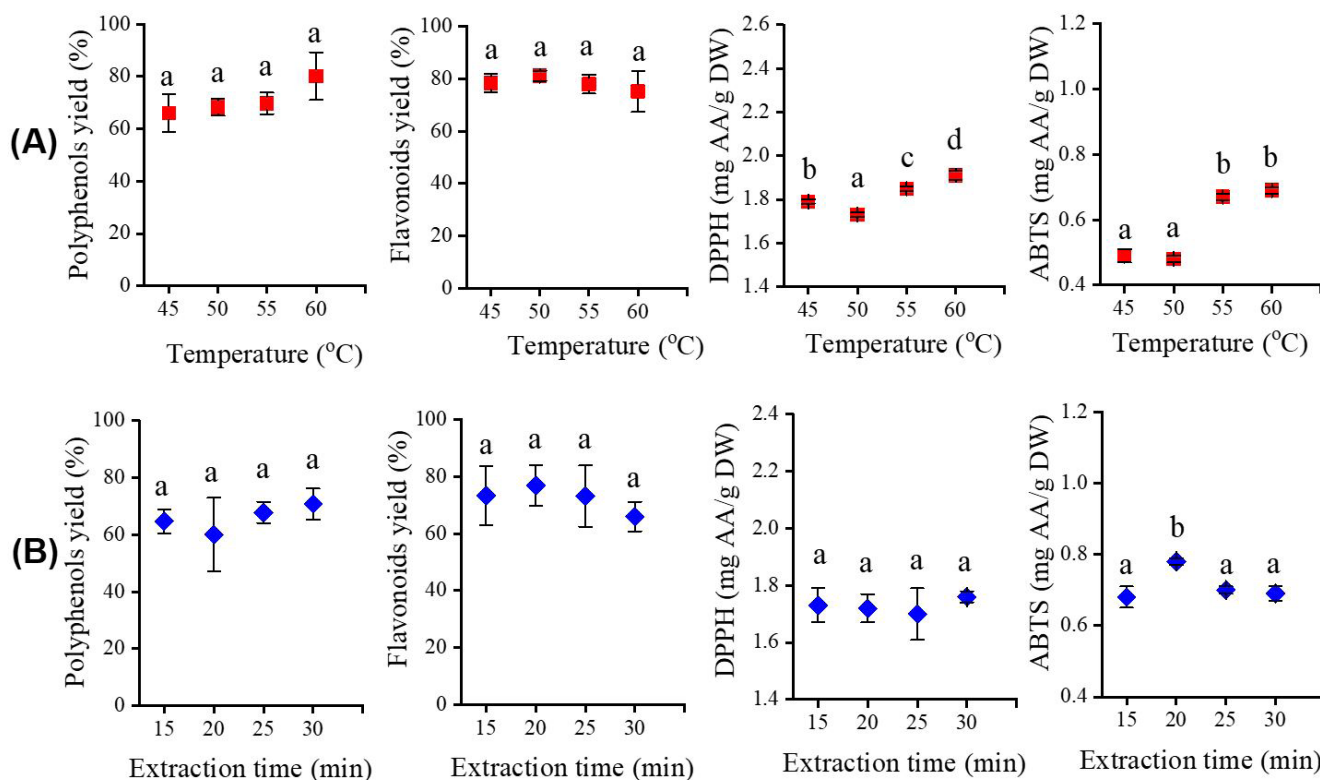 (A)
Polyphenols yield (%)
100
80
60
40
20
0
a a a a
45 50 55 60
Temperature (°C)
Flavonoids yield (%)
100
80
60
40
20
0
a a a a
45 50 55 60
Temperature (°C)
DPPH (mg AA/g DW)
2.6
2.4
2.2
2.0
1.8
1.6
1.4
b a c d
45 50 55 60
Temperature (°C)
ABTS (mg AA/g DW)
1.2
1.0
0.8
0.6
0.4
a a b b
45 50 55 60
Temperature (°C)
(B)
Polyphenols yield (%)
100
80
60
40
20
0
a a a a
15 20 25 30
Extraction time (min)
Flavonoids yield (%)
100
80
60
40
20
0
a a a a
15 20 25 30
Extraction time (min)
DPPH (mg AA/g DW)
2.4
2.2
2.0
1.8
1.6
1.4
a a a a
15 20 25 30
Extraction time (min)
ABTS (mg AA/g DW)
1.2
1.0
0.8
0.6
0.4
a b a a
15 20 25 30
Extraction time (min)